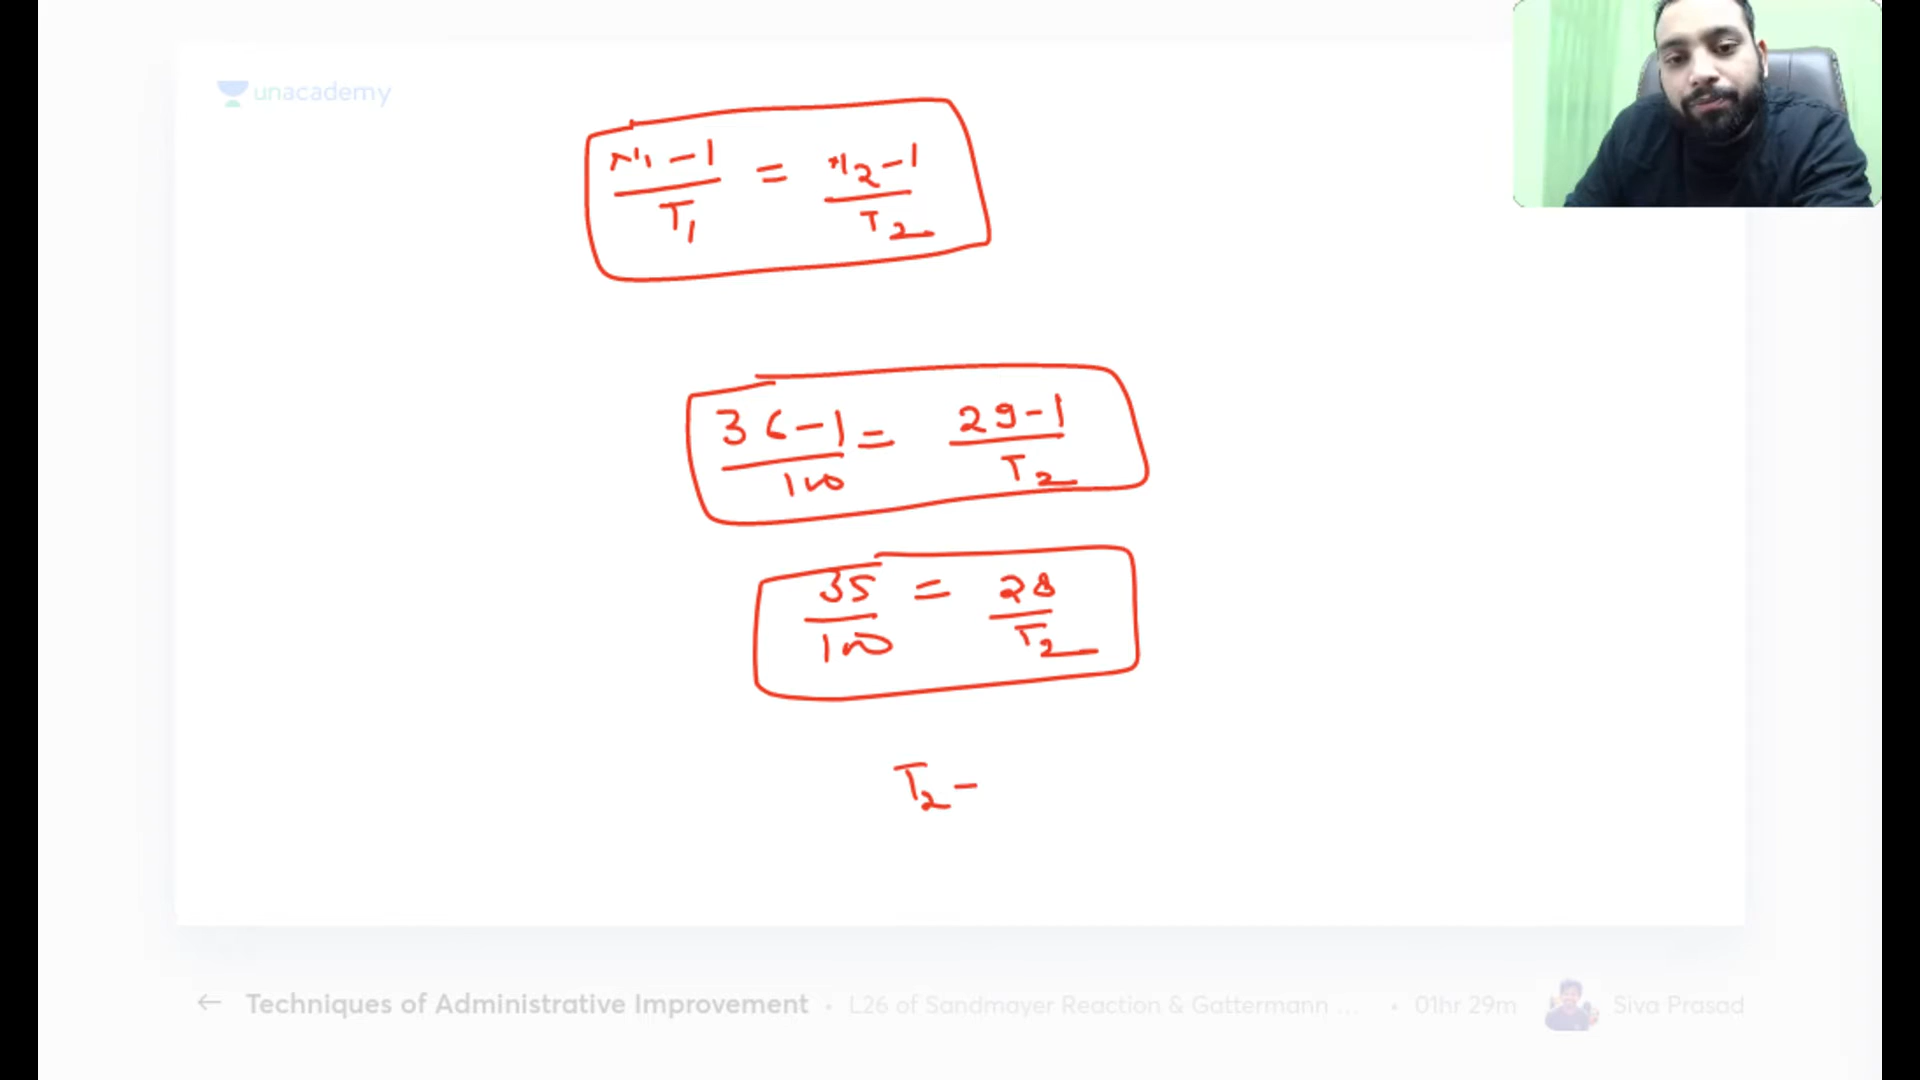 unacademy
n1 - 1 / T1 = n2 - 1 / T2
36 - 1 / 100 = 29 - 1 / T2
35 / 100 = 28 / T2
T2 -
← Techniques of Administrative Improvement • L26 of Sandmayer Reaction & Gattermann ... • 01hr 29m Siva Prasad